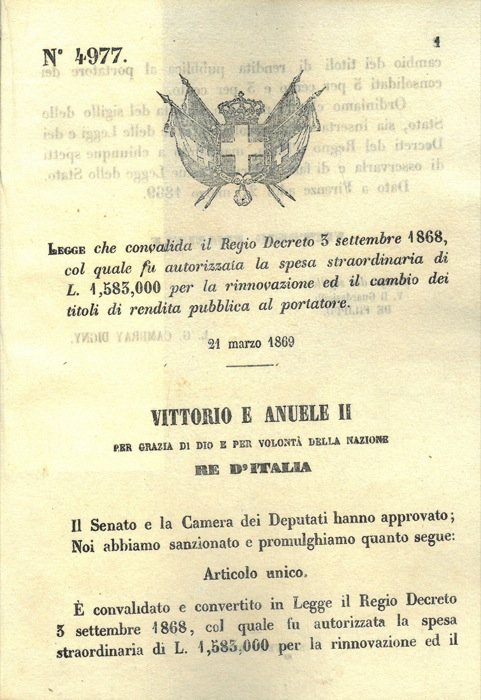 N° 4977.
1
LEGGE che convalida il Regio Decreto 3 settembre 1868,
col quale fu autorizzata la spesa straordinaria di
L. 1,583,000 per la rinnovazione ed il cambio dei
titoli di rendita pubblica al portatore.
21 marzo 1869
VITTORIO E ANUELE II
PER GRAZIA DI DIO E PER VOLONTÀ DELLA NAZIONE
RE D'ITALIA
Il Senato e la Camera dei Deputati hanno approvato;
Noi abbiamo sanzionato e promulghiamo quanto segue:
Articolo unico.
È convalidato e convertito in Legge il Regio Decreto
3 settembre 1868, col quale fu autorizzata la spesa
straordinaria di L. 1,583,000 per la rinnovazione ed il